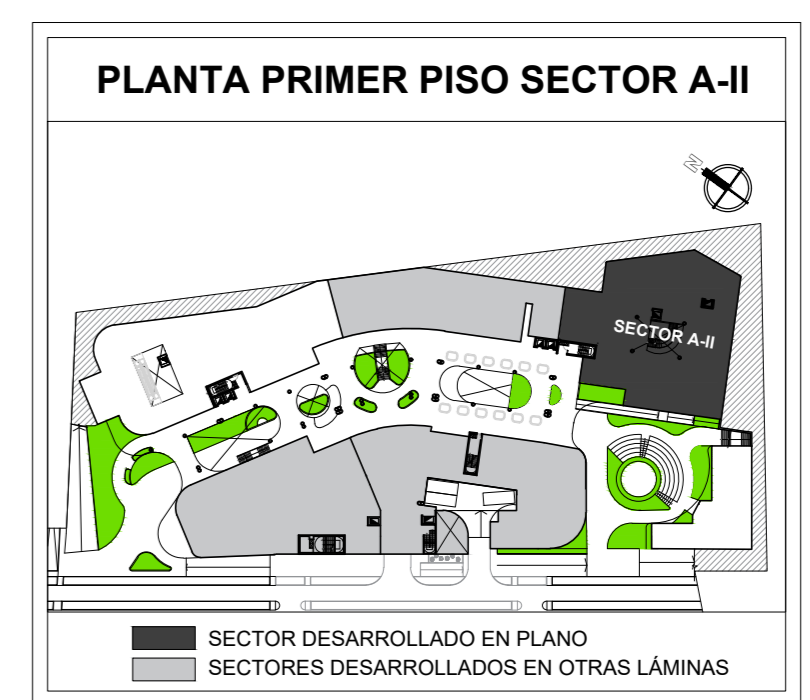 PLANTA PRIMER PISO SECTOR A-II
N
SECTOR A-II
SECTOR DESARROLLADO EN PLANO
SECTORES DESARROLLADOS EN OTRAS LÁMINAS